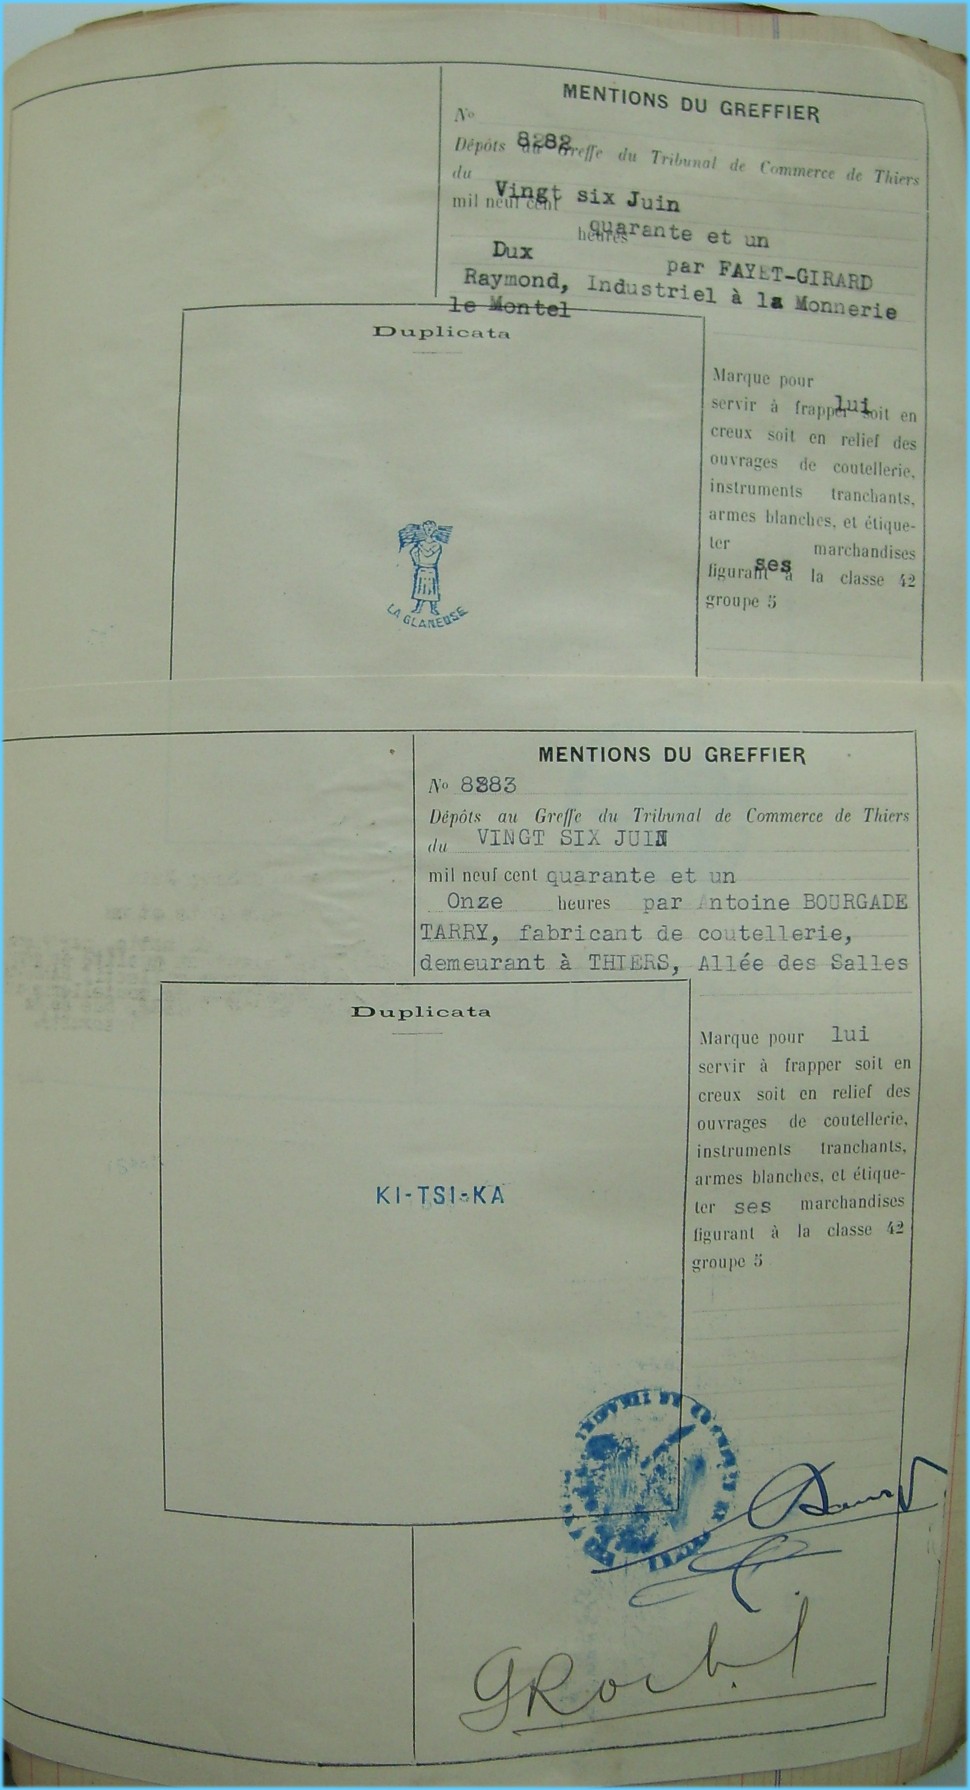 MENTIONS DU GREFFIER
No
8282
Dépôts au Greffe du Tribunal de Commerce de Thiers
du
Vingt six Juin
mil neuf cent
quarante et un
heures
Dux
par FAYET-GIRARD
Raymond, Industriel à la Monnerie
le Montel
Duplicata
Marque pour
lui
servir à frapper soit en
creux soit en relief des
ouvrages de coutellerie,
instruments tranchants,
armes blanches, et étique-
ter marchandises
ses
figurant à la classe 42
groupe 5
LA GLANEUSE
MENTIONS DU GREFFIER
No 8283
Dépôts au Greffe du Tribunal de Commerce de Thiers
du VINGT SIX JUIN
mil neuf cent quarante et un
Onze heures par Antoine BOURGADE
TARRY, fabricant de coutellerie,
demeurant à THIERS, Allée des Salles
Duplicata
Marque pour lui
servir à frapper soit en
creux soit en relief des
ouvrages de coutellerie,
instruments tranchants,
armes blanches, et étique-
ter ses marchandises
figurant à la classe 42
groupe 5
KI-TSI-KA